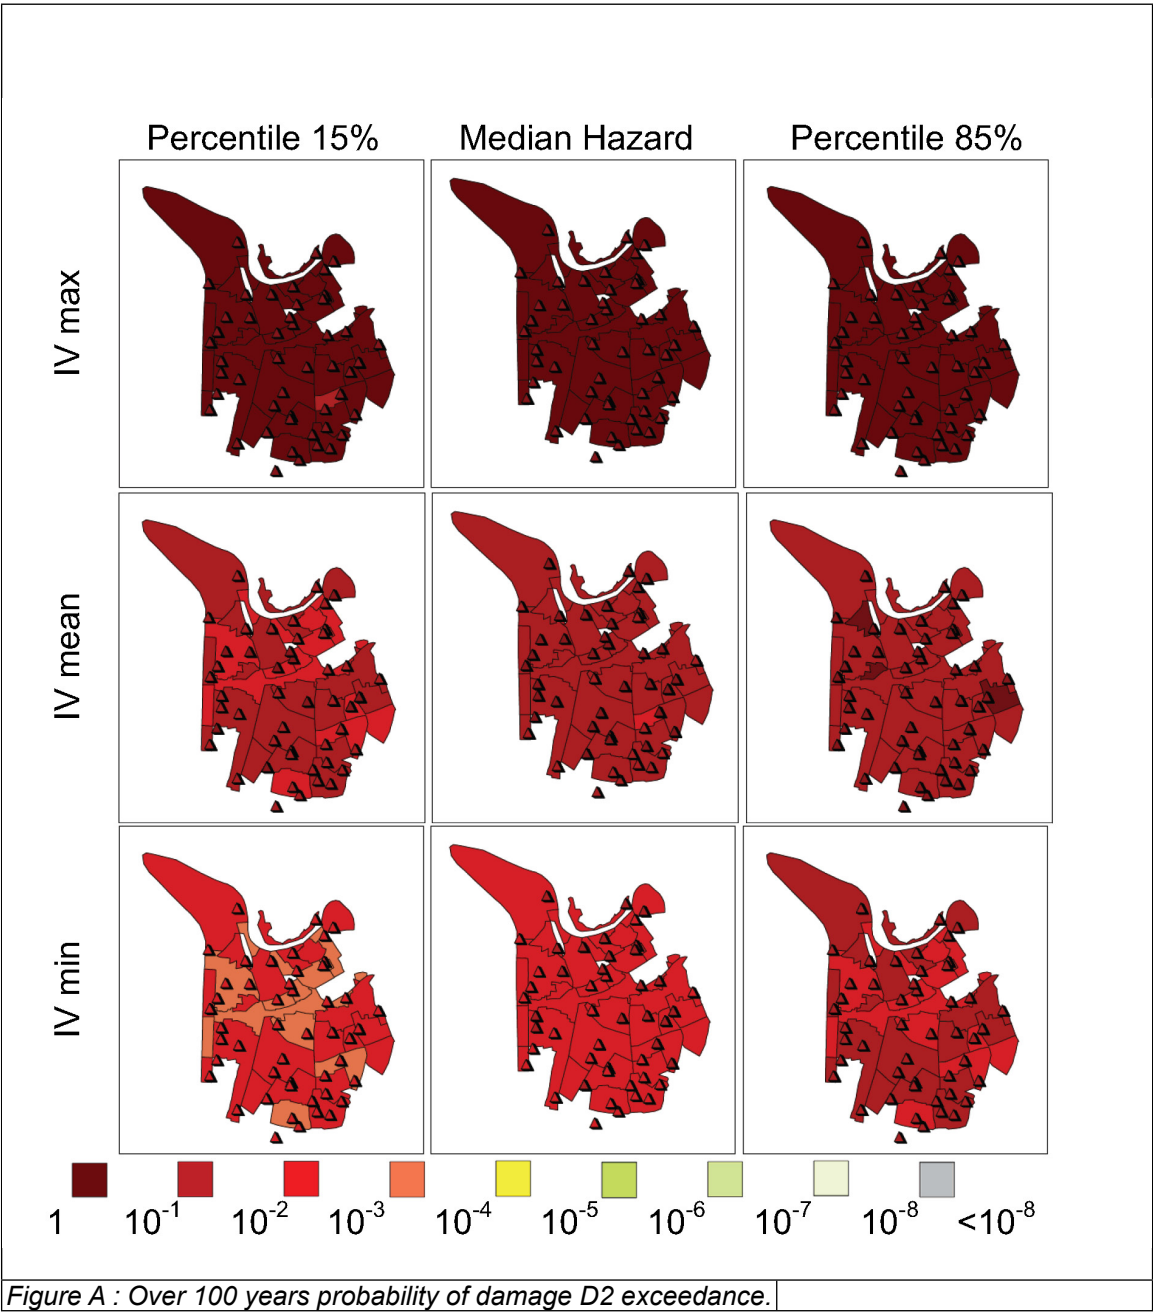 Percentile 15% Median Hazard Percentile 85%
IV max
IV mean
IV min
1 10⁻¹ 10⁻² 10⁻³ 10⁻⁴ 10⁻⁵ 10⁻⁶ 10⁻⁷ 10⁻⁸ <10⁻⁸
Figure A : Over 100 years probability of damage D2 exceedance.